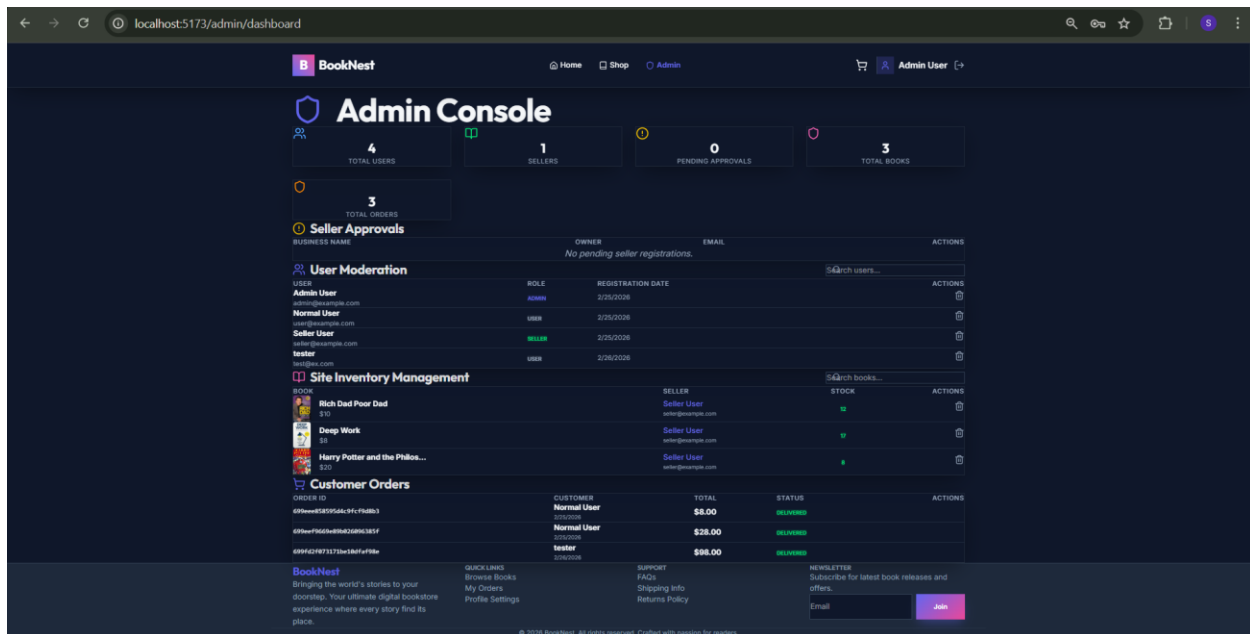 localhost:5173/admin/dashboard
S
B BookNest
Home Shop Admin
Admin User
Admin Console
4
TOTAL USERS
1
SELLERS
0
PENDING APPROVALS
3
TOTAL BOOKS
3
TOTAL ORDERS
Seller Approvals
BUSINESS NAME OWNER EMAIL ACTIONS
No pending seller registrations.
User Moderation
Search users...
USER ROLE REGISTRATION DATE ACTIONS
Admin User
admin@example.com
ADMIN 2/25/2026
Normal User
user@example.com
USER 2/25/2026
Seller User
seller@example.com
SELLER 2/25/2026
tester
test@ex.com
USER 2/26/2026
Site Inventory Management
Search books...
BOOK SELLER STOCK ACTIONS
Rich Dad Poor Dad
$10
Seller User
seller@example.com
12
Deep Work
$8
Seller User
seller@example.com
17
Harry Potter and the Philos...
$20
Seller User
seller@example.com
8
Customer Orders
ORDER ID CUSTOMER TOTAL STATUS ACTIONS
Normal User
2/25/2026
$8.00 DELIVERED
Normal User
2/25/2026
$28.00 DELIVERED
tester
2/26/2026
$98.00 DELIVERED
BookNest
Bringing the world's stories to your
doorstep. Your ultimate digital bookstore
experience where every story find its
place.
QUICK LINKS
Browse Books
My Orders
Profile Settings
SUPPORT
FAQs
Shipping Info
Returns Policy
NEWSLETTER
Subscribe for latest book releases and
offers.
Email Join
© 2026 BookNest. All rights reserved. Crafted with passion for readers.